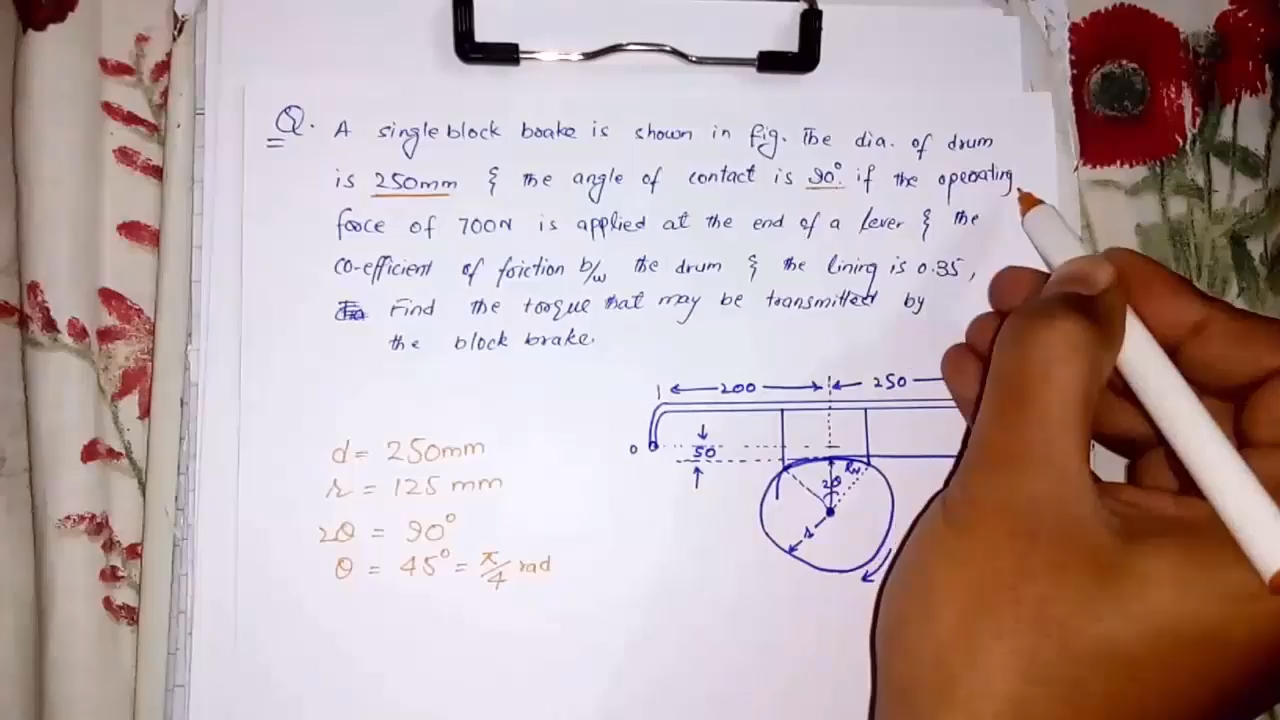 Q. A single block brake is shown in fig. The dia. of drum
is 250mm & the angle of contact is 90° if the operating
force of 700N is applied at the end of a lever & the
co-efficient of friction b/w the drum & the lining is 0.35,
Find the torque that may be transmitted by
the block brake.
200 250
0 50
RN
2θ
r
d = 250mm
r = 125 mm
2θ = 90°
θ = 45° = π/4 rad